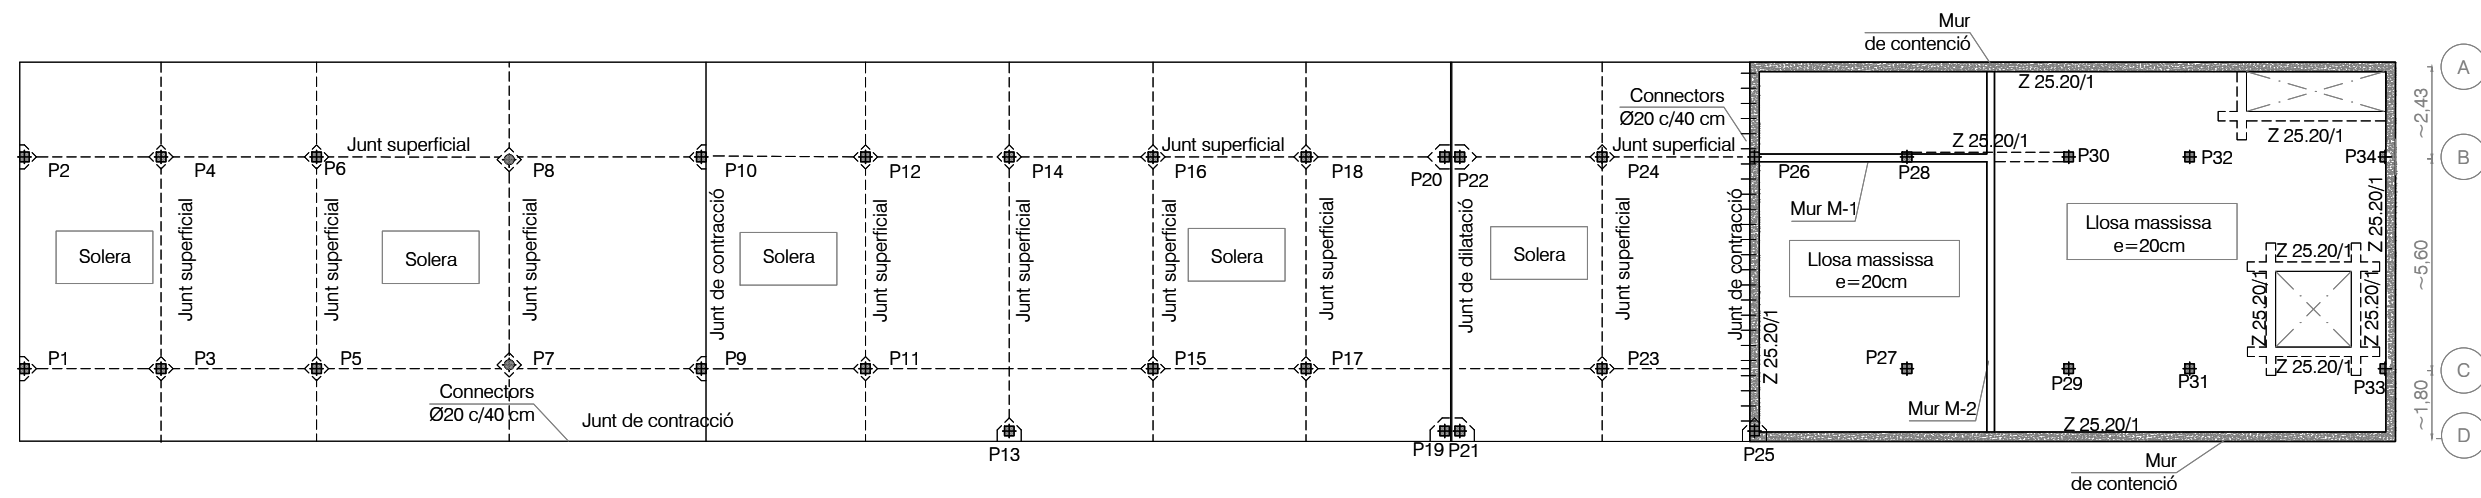 Mur
de contenció
A
Z 25.20/1
Connectors
Ø20 c/40 cm
~2,43
Junt superficial
Junt superficial
Junt superficial
Z 25.20/1
Z 25.20/1
P2
P4
P6
P8
P10
P12
P14
P16
P18
P20
P22
P24
P26
P28
P30
P32
P34
B
Junt superficial
Junt superficial
Junt superficial
Junt de contracció
Junt superficial
Junt superficial
Junt superficial
Junt superficial
Junt de dilatació
Junt superficial
Junt de contracció
Mur M-1
Z 25.20/1
Solera
Solera
Solera
Solera
Solera
Llosa massissa
e=20cm
Llosa massissa
e=20cm
~5,60
Z 25.20/1
Z 25.20/1
Z 25.20/1
Z 25.20/1
Z 25.20/1
P1
P3
P5
P7
P9
P11
P15
P17
P23
P27
P29
P31
P33
C
Connectors
Ø20 c/40 cm
Junt de contracció
Mur M-2
Z 25.20/1
~1,80
P13
P19
P21
P25
D
Mur
de contenció